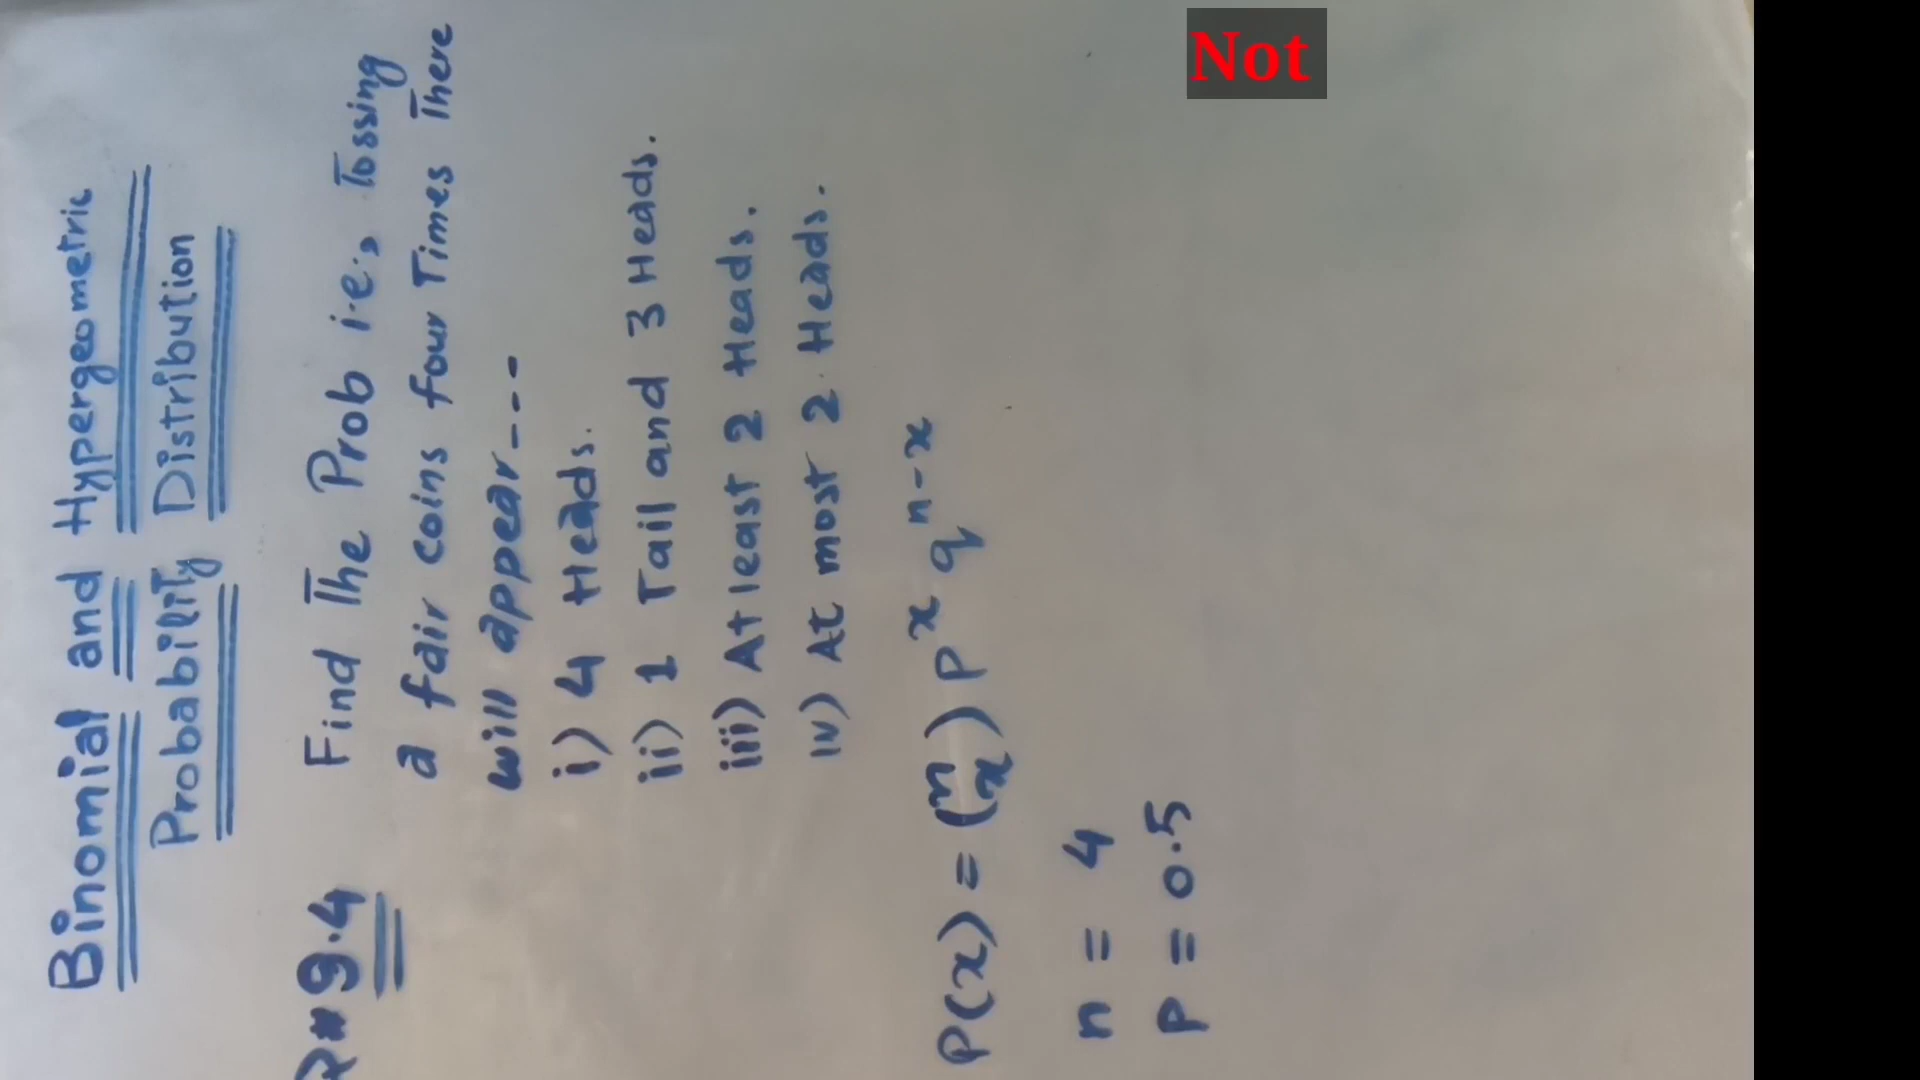 Binomial and Hypergeometric
Probability Distribution
9.4 Find The Prob i.e., Tossing
a fair coins four Times There
will appear---
i) 4 Heads.
ii) 1 Tail and 3 Heads.
iii) Atleast 2 Heads.
iv) At most 2 Heads.
P(x) = (n x) p^x q^n-x
n = 4
P = 0.5
Not